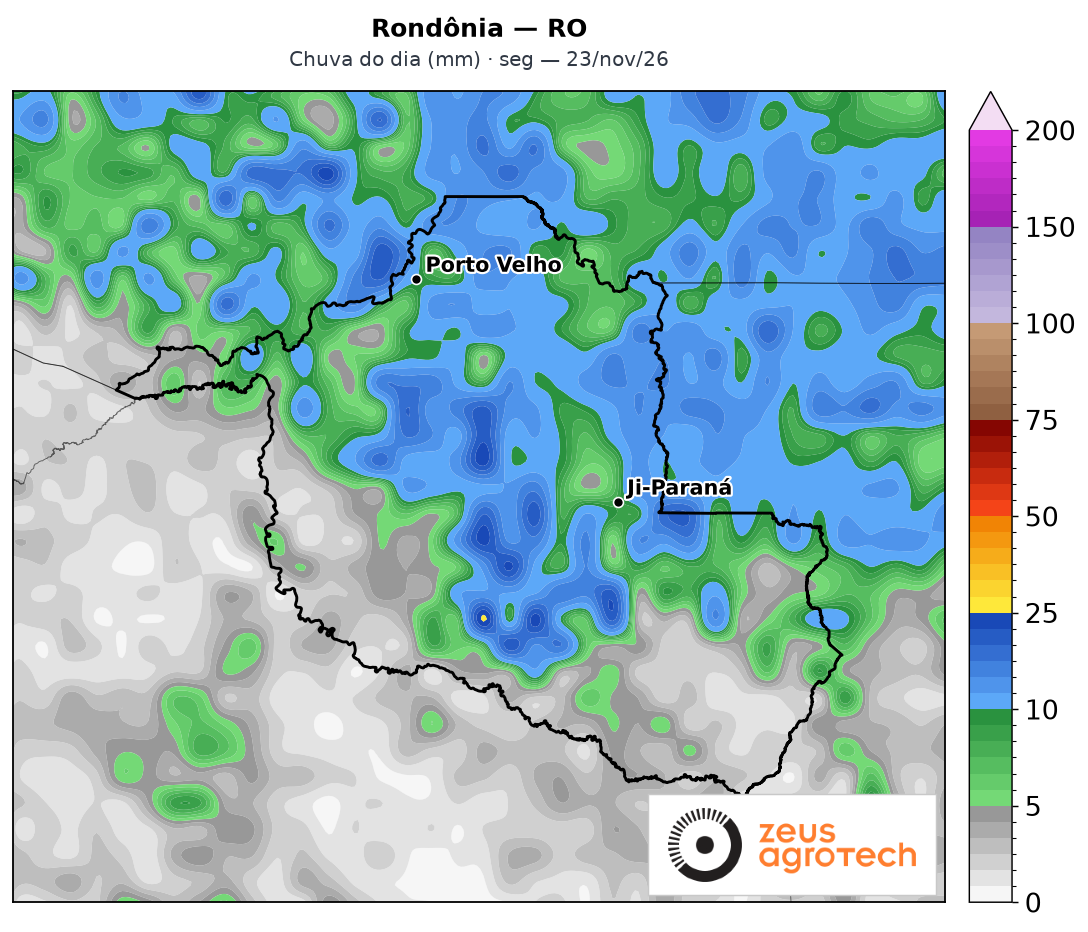 Rondônia — RO
Chuva do dia (mm) · seg — 23/nov/26
200
150
100
75
50
25
10
5
0
Porto Velho
Ji-Paraná
zeus
agrotech